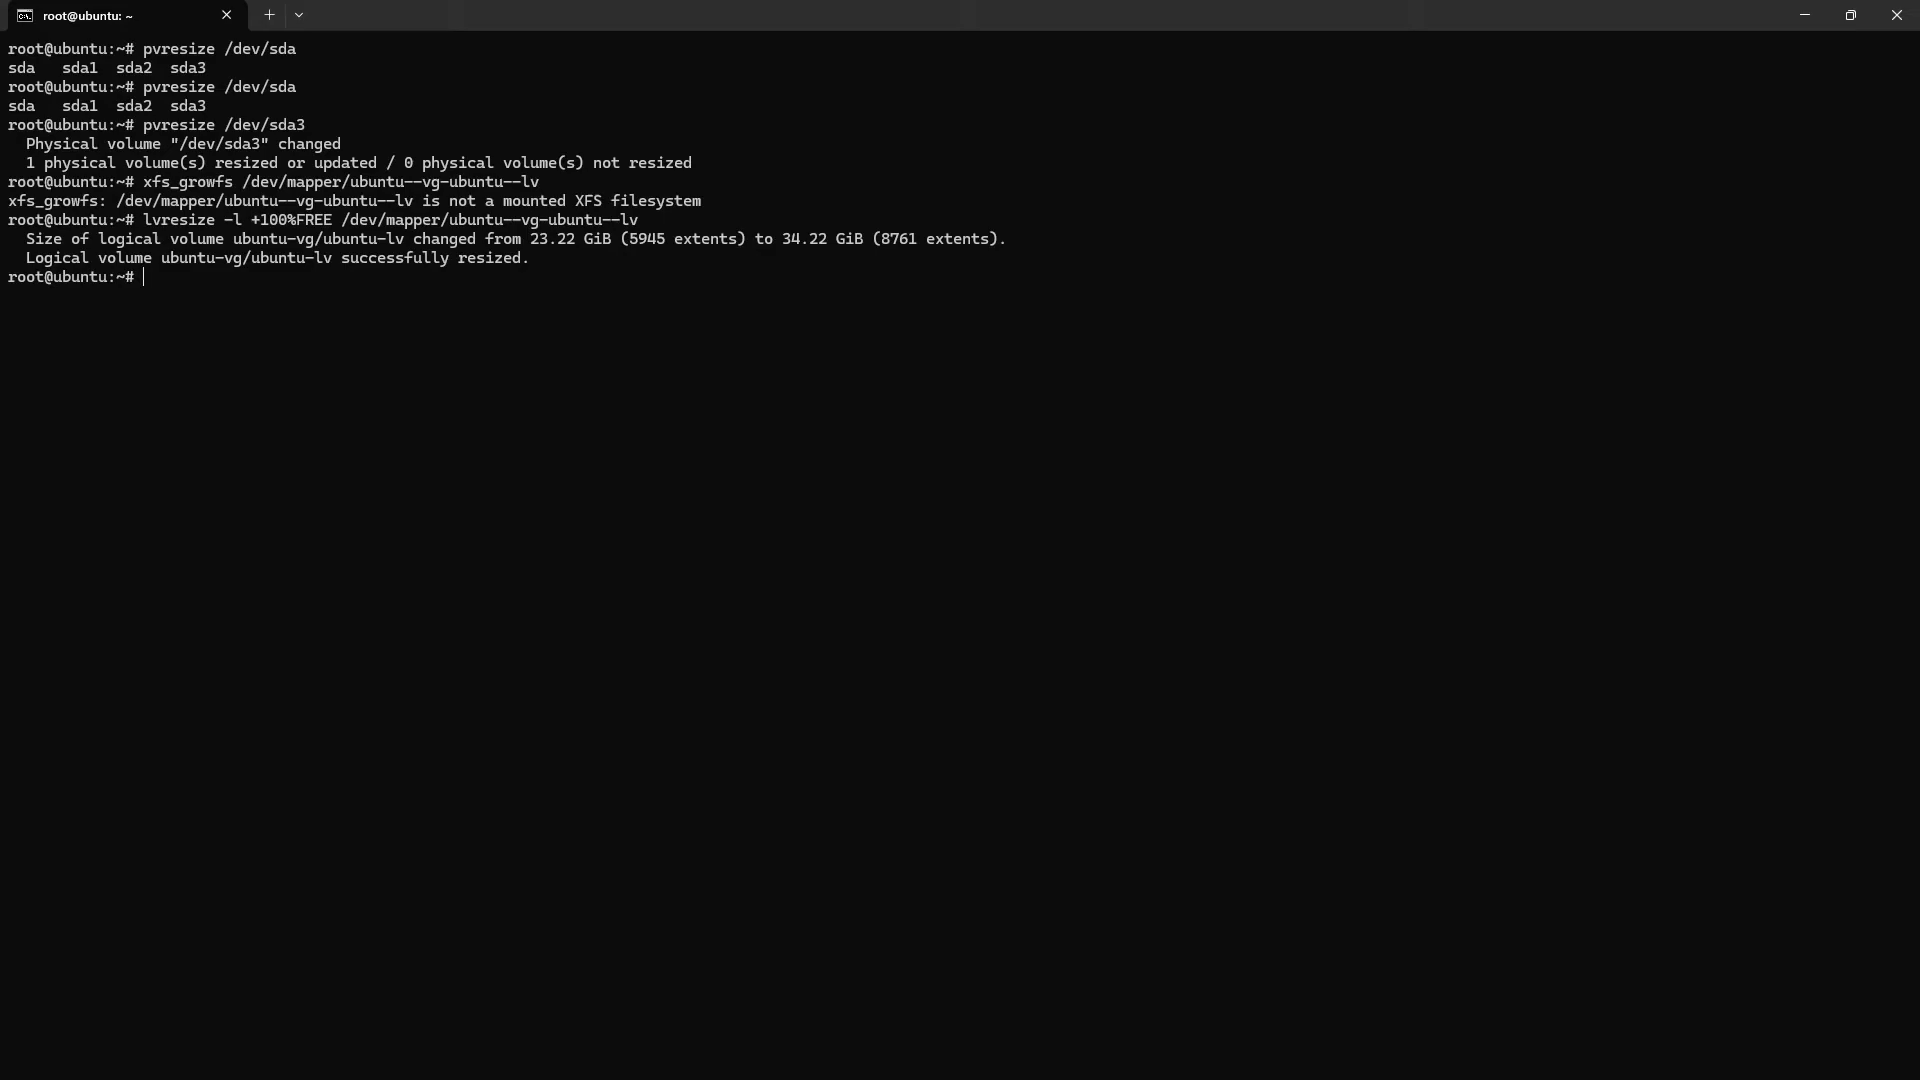 root@ubuntu: ~
root@ubuntu:~# pvresize /dev/sda
sda   sda1  sda2  sda3
root@ubuntu:~# pvresize /dev/sda
sda   sda1  sda2  sda3
root@ubuntu:~# pvresize /dev/sda3
  Physical volume "/dev/sda3" changed
  1 physical volume(s) resized or updated / 0 physical volume(s) not resized
root@ubuntu:~# xfs_growfs /dev/mapper/ubuntu--vg-ubuntu--lv
xfs_growfs: /dev/mapper/ubuntu--vg-ubuntu--lv is not a mounted XFS filesystem
root@ubuntu:~# lvresize -l +100%FREE /dev/mapper/ubuntu--vg-ubuntu--lv
  Size of logical volume ubuntu-vg/ubuntu-lv changed from 23.22 GiB (5945 extents) to 34.22 GiB (8761 extents).
  Logical volume ubuntu-vg/ubuntu-lv successfully resized.
root@ubuntu:~#